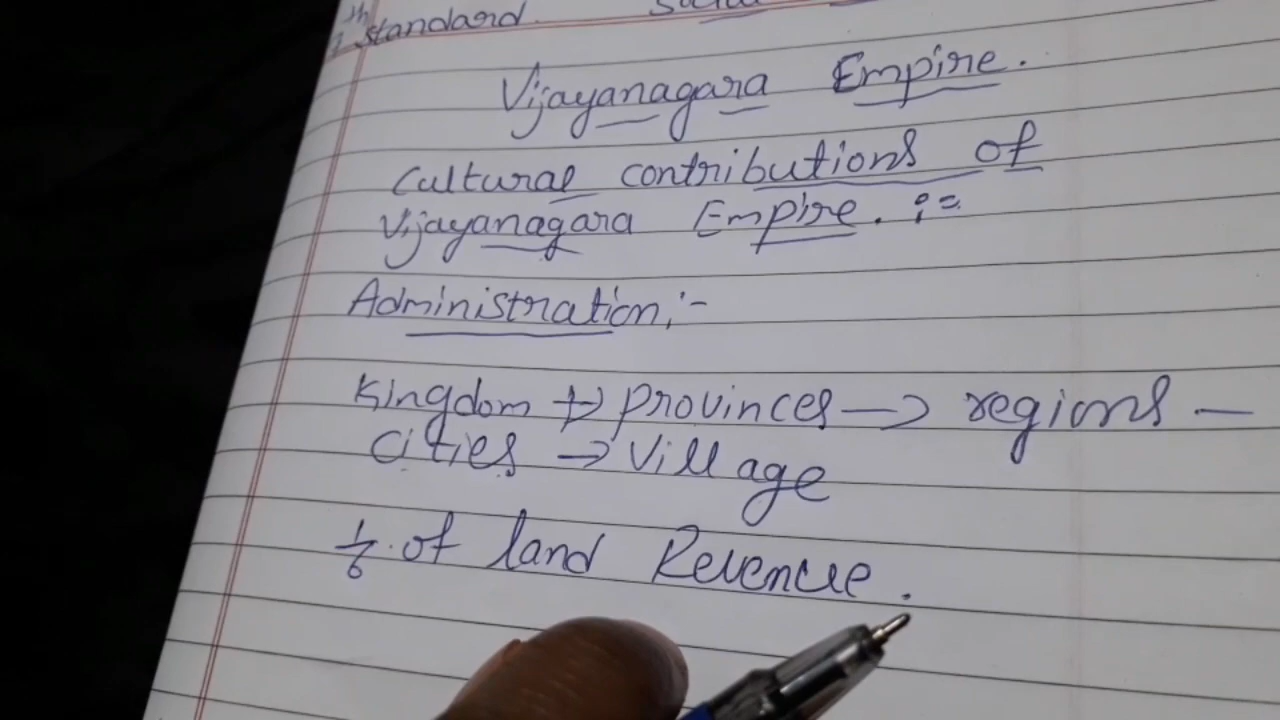 standard.
Vijayanagara Empire.
Cultural contributions of
Vijayanagara Empire. :=
Administration :-
Kingdom → provinces → regions —
cities → village
1/6 of land Revenue.